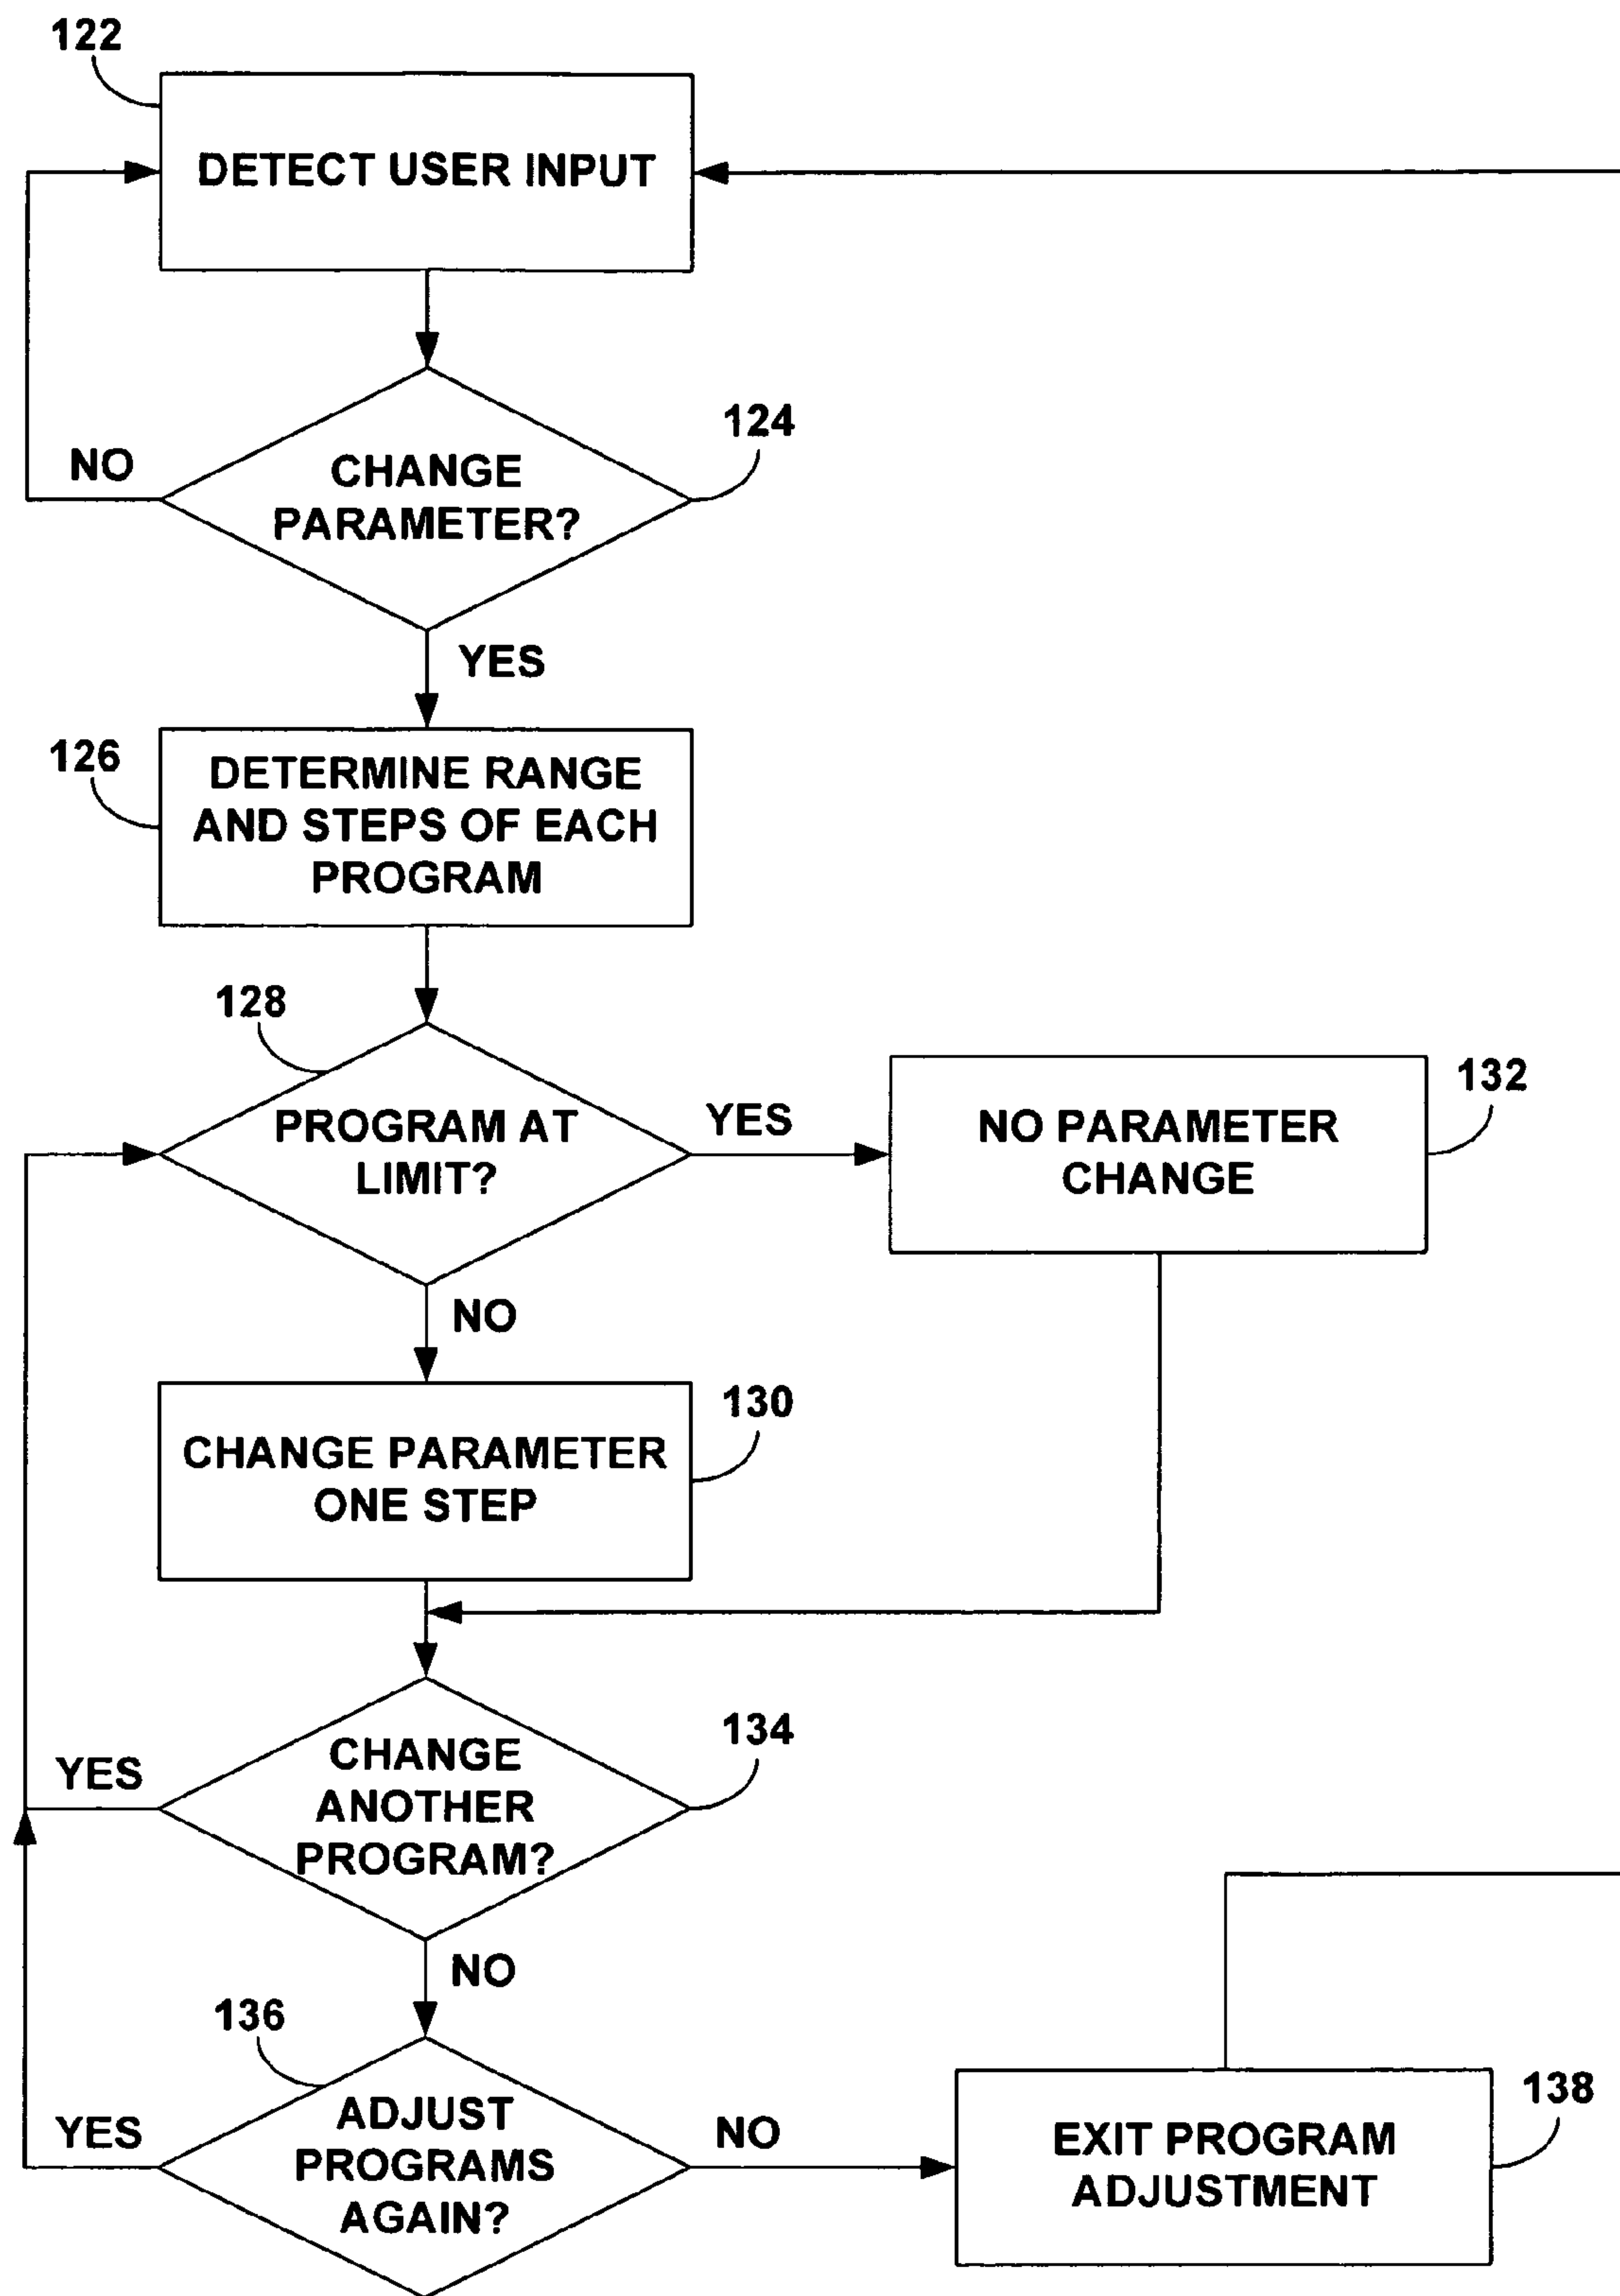 122
DETECT USER INPUT
124
NO
CHANGE
PARAMETER?
YES
126
DETERMINE RANGE
AND STEPS OF EACH
PROGRAM
128
132
PROGRAM AT
LIMIT?
YES
NO PARAMETER
CHANGE
NO
130
CHANGE PARAMETER
ONE STEP
134
YES
CHANGE
ANOTHER
PROGRAM?
NO
136
138
YES
ADJUST
PROGRAMS
AGAIN?
NO
EXIT PROGRAM
ADJUSTMENT